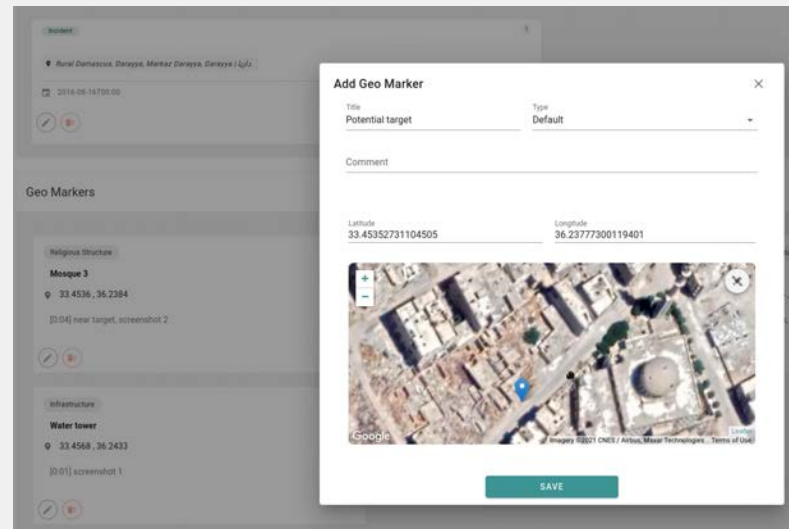 Incident
1
Rural Damascus, Darayya, Markaz Darayya, Darayya | داريا
2016-08-16T00:00
Geo Markers
Religious Structure
Mosque 3
33.4536 , 36.2384
[0:04] near target, screenshot 2
Infrastructure
Water tower
33.4568 , 36.2433
[0:01] screenshot 1
Add Geo Marker
Title
Potential target
Type
Default
Comment
Latitude
33.45352731104505
Longitude
36.23777300119401
+
−
Google
Leaflet
Imagery ©2021 CNES / Airbus, Maxar Technologies Terms of Use
SAVE